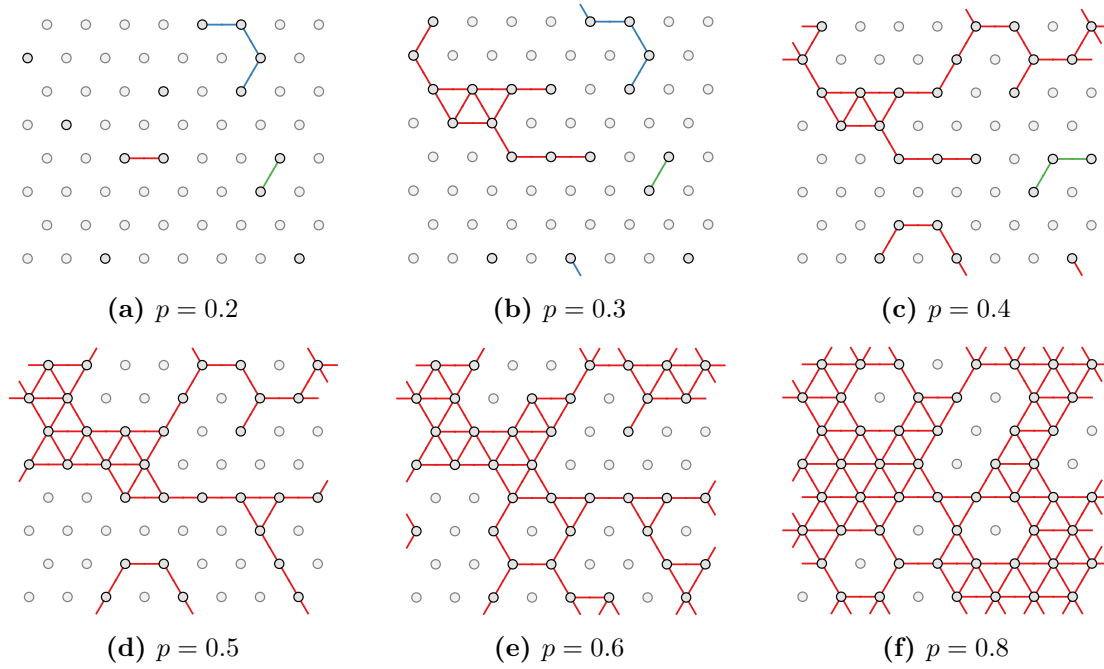 (a) p = 0.2
(b) p = 0.3
(c) p = 0.4
(d) p = 0.5
(e) p = 0.6
(f) p = 0.8